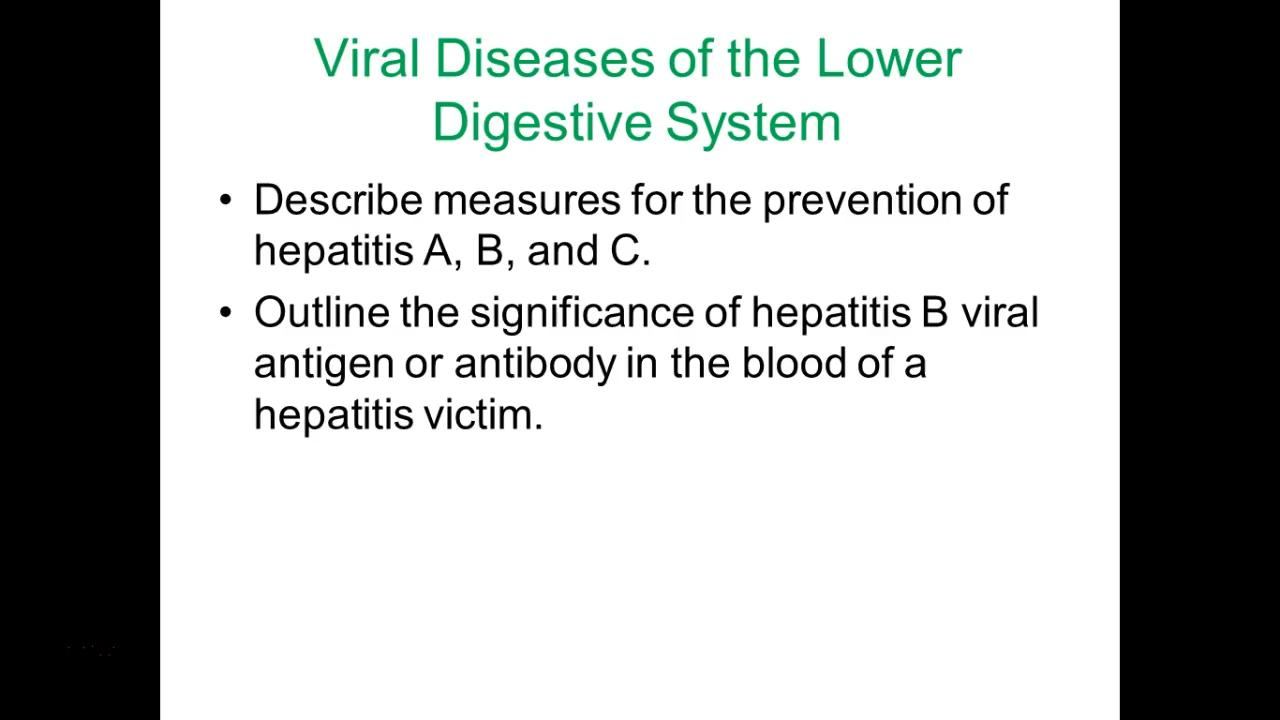 Viral Diseases of the Lower
Digestive System
• Describe measures for the prevention of
hepatitis A, B, and C.
• Outline the significance of hepatitis B viral
antigen or antibody in the blood of a
hepatitis victim.